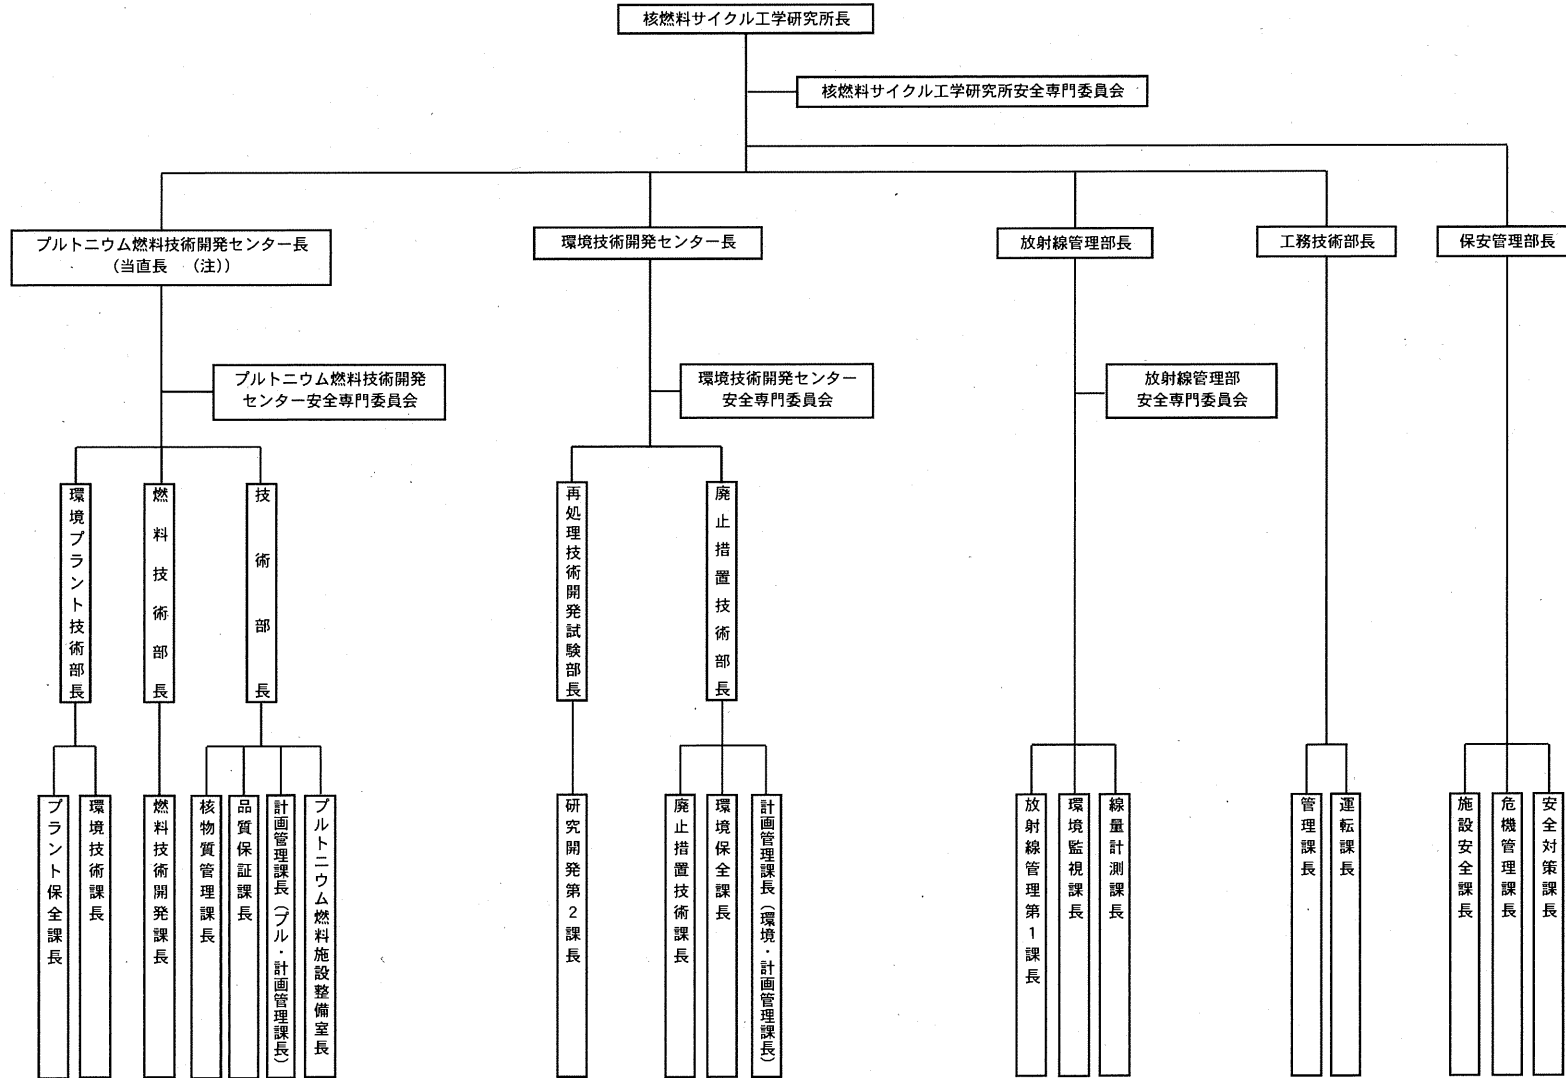 核燃料サイクル工学研究所長
核燃料サイクル工学研究所安全専門委員会
プルトニウム燃料技術開発センター長
(当直長 (注))
環境技術開発センター長
放射線管理部長
工務技術部長
保安管理部長
プルトニウム燃料技術開発
センター安全専門委員会
環境技術開発センター
安全専門委員会
放射線管理部
安全専門委員会
環境プラント技術部長
燃料技術部長
技術部長
再処理技術開発試験部長
廃止措置技術部長
プラント保全課長
環境技術課長
燃料技術開発課長
核物質管理課長
品質保証課長
計画管理課長(プル・計画管理課長)
プルトニウム燃料施設整備室長
研究開発第2課長
廃止措置技術課長
環境保全課長
計画管理課長(環境・計画管理課長)
放射線管理第1課長
環境監視課長
線量計測課長
管理課長
運転課長
施設安全課長
危機管理課長
安全対策課長